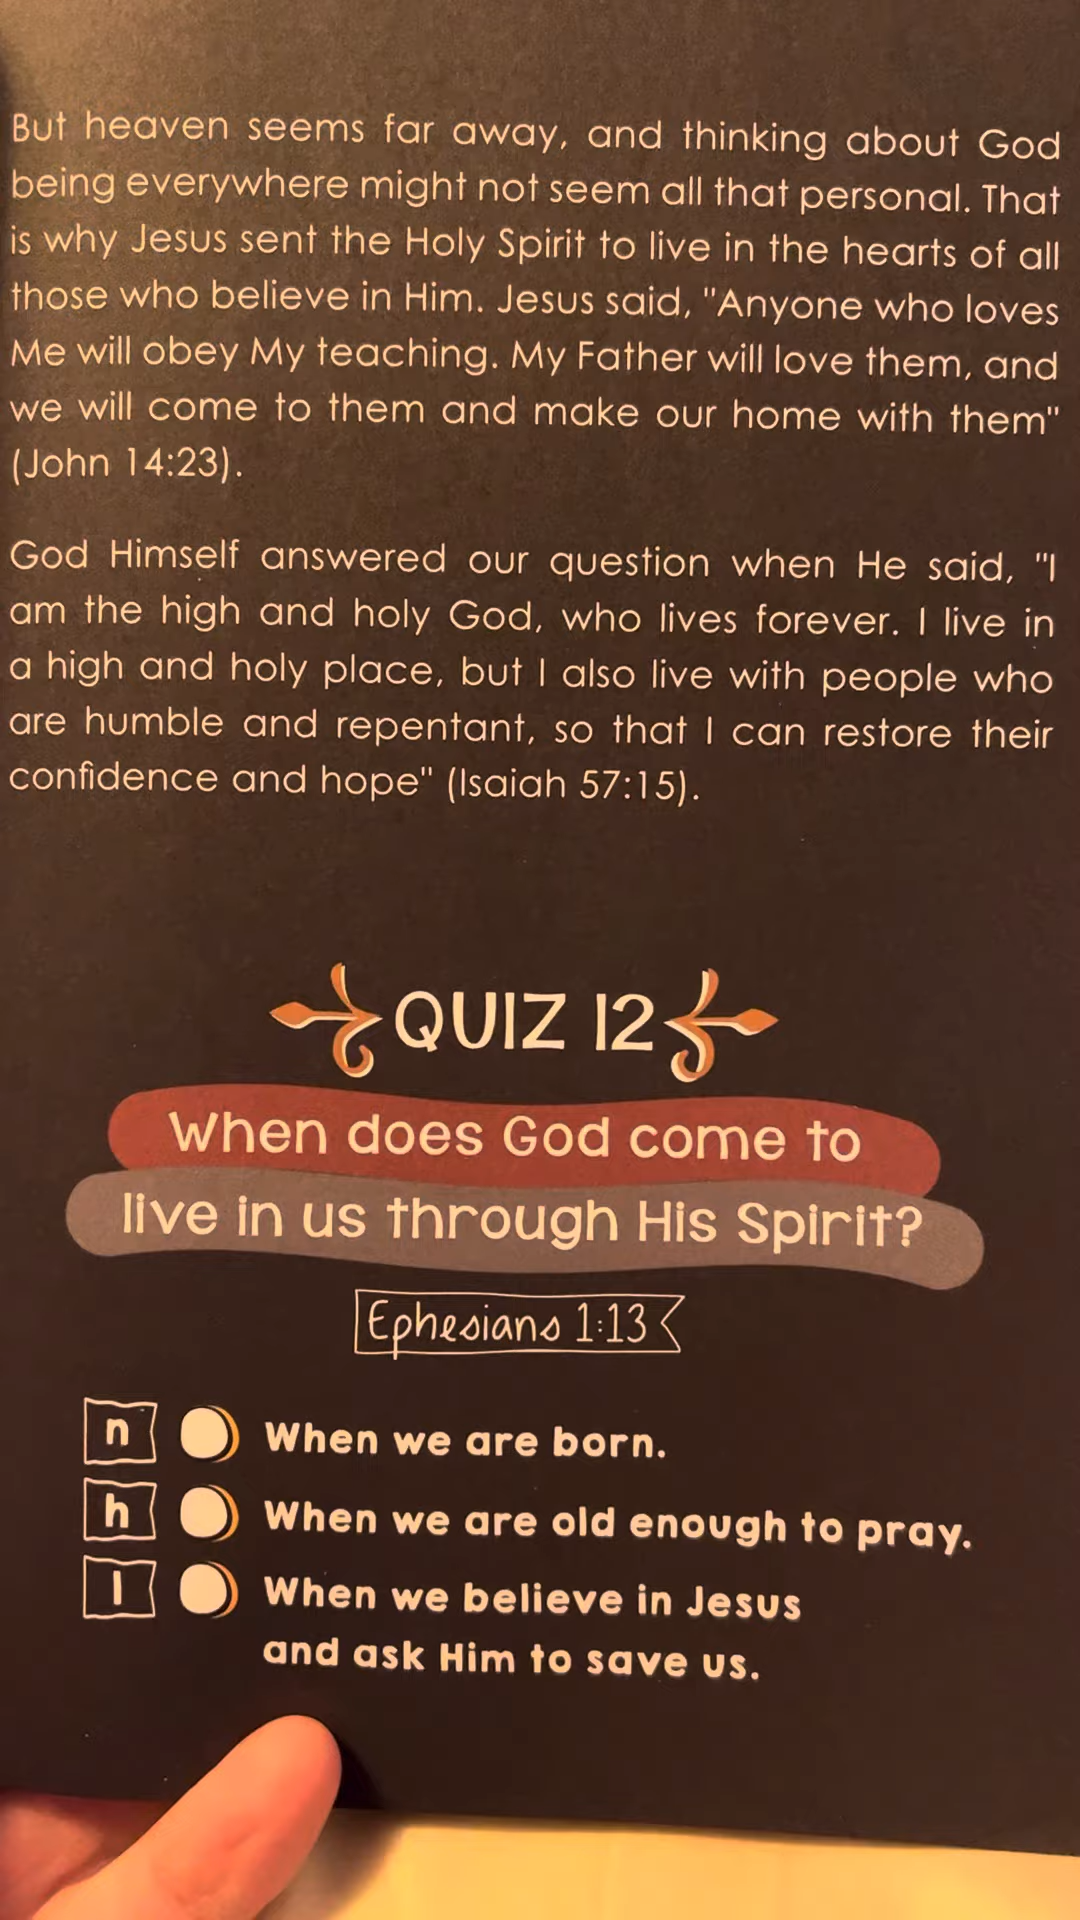 But heaven seems far away, and thinking about God
being everywhere might not seem all that personal. That
is why Jesus sent the Holy Spirit to live in the hearts of all
those who believe in Him. Jesus said, "Anyone who loves
Me will obey My teaching. My Father will love them, and
we will come to them and make our home with them"
(John 14:23).
God Himself answered our question when He said, "I
am the high and holy God, who lives forever. I live in
a high and holy place, but I also live with people who
are humble and repentant, so that I can restore their
confidence and hope" (Isaiah 57:15).
QUIZ 12
When does God come to
live in us through His Spirit?
Ephesians 1:13
n When we are born.
h When we are old enough to pray.
l When we believe in Jesus
and ask Him to save us.